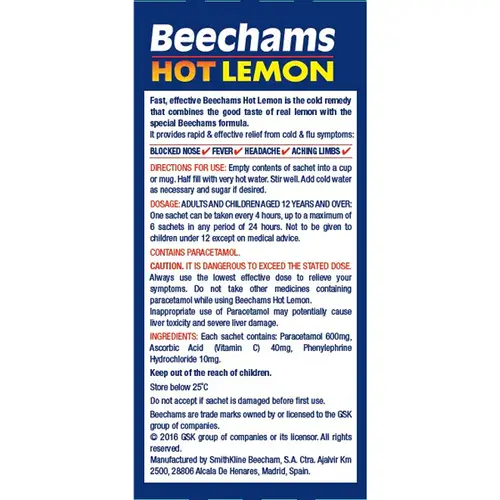 Beechams
HOT LEMON
Fast, effective Beechams Hot Lemon is the cold remedy
that combines the good taste of real lemon with the
special Beechams formula.
It provides rapid & effective relief from cold & flu symptoms:
BLOCKED NOSE ✓ FEVER ✓ HEADACHE ✓ ACHING LIMBS ✓
DIRECTIONS FOR USE: Empty contents of sachet into a cup
or mug. Half fill with very hot water. Stir well. Add cold water
as necessary and sugar if desired.
DOSAGE: ADULTS AND CHILDREN AGED 12 YEARS AND OVER:
One sachet can be taken every 4 hours, up to a maximum of
6 sachets in any period of 24 hours. Not to be given to
children under 12 except on medical advice.
CONTAINS PARACETAMOL.
CAUTION. IT IS DANGEROUS TO EXCEED THE STATED DOSE.
Always use the lowest effective dose to relieve your
symptoms. Do not take other medicines containing
paracetamol while using Beechams Hot Lemon.
Inappropriate use of Paracetamol may potentially cause
liver toxicity and severe liver damage.
INGREDIENTS: Each sachet contains: Paracetamol 600mg,
Ascorbic Acid (Vitamin C) 40mg, Phenylephrine
Hydrochloride 10mg.
Keep out of the reach of children.
Store below 25°C
Do not accept if sachet is damaged before first use.
Beechams are trade marks owned by or licensed to the GSK
group of companies.
© 2016 GSK group of companies or its licensor. All rights
reserved.
Manufactured by SmithKline Beecham, S.A. Ctra. Ajalvir Km
2500, 28806 Alcala De Henares, Madrid, Spain.